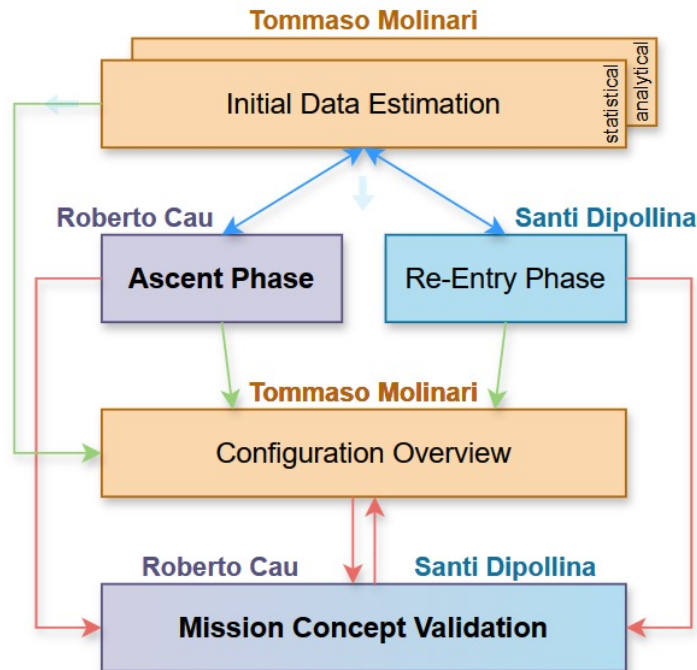 Tommaso Molinari
Initial Data Estimation
statistical
analytical
Roberto Cau
Santi Dipollina
Ascent Phase
Re-Entry Phase
Tommaso Molinari
Configuration Overview
Roberto Cau
Santi Dipollina
Mission Concept Validation